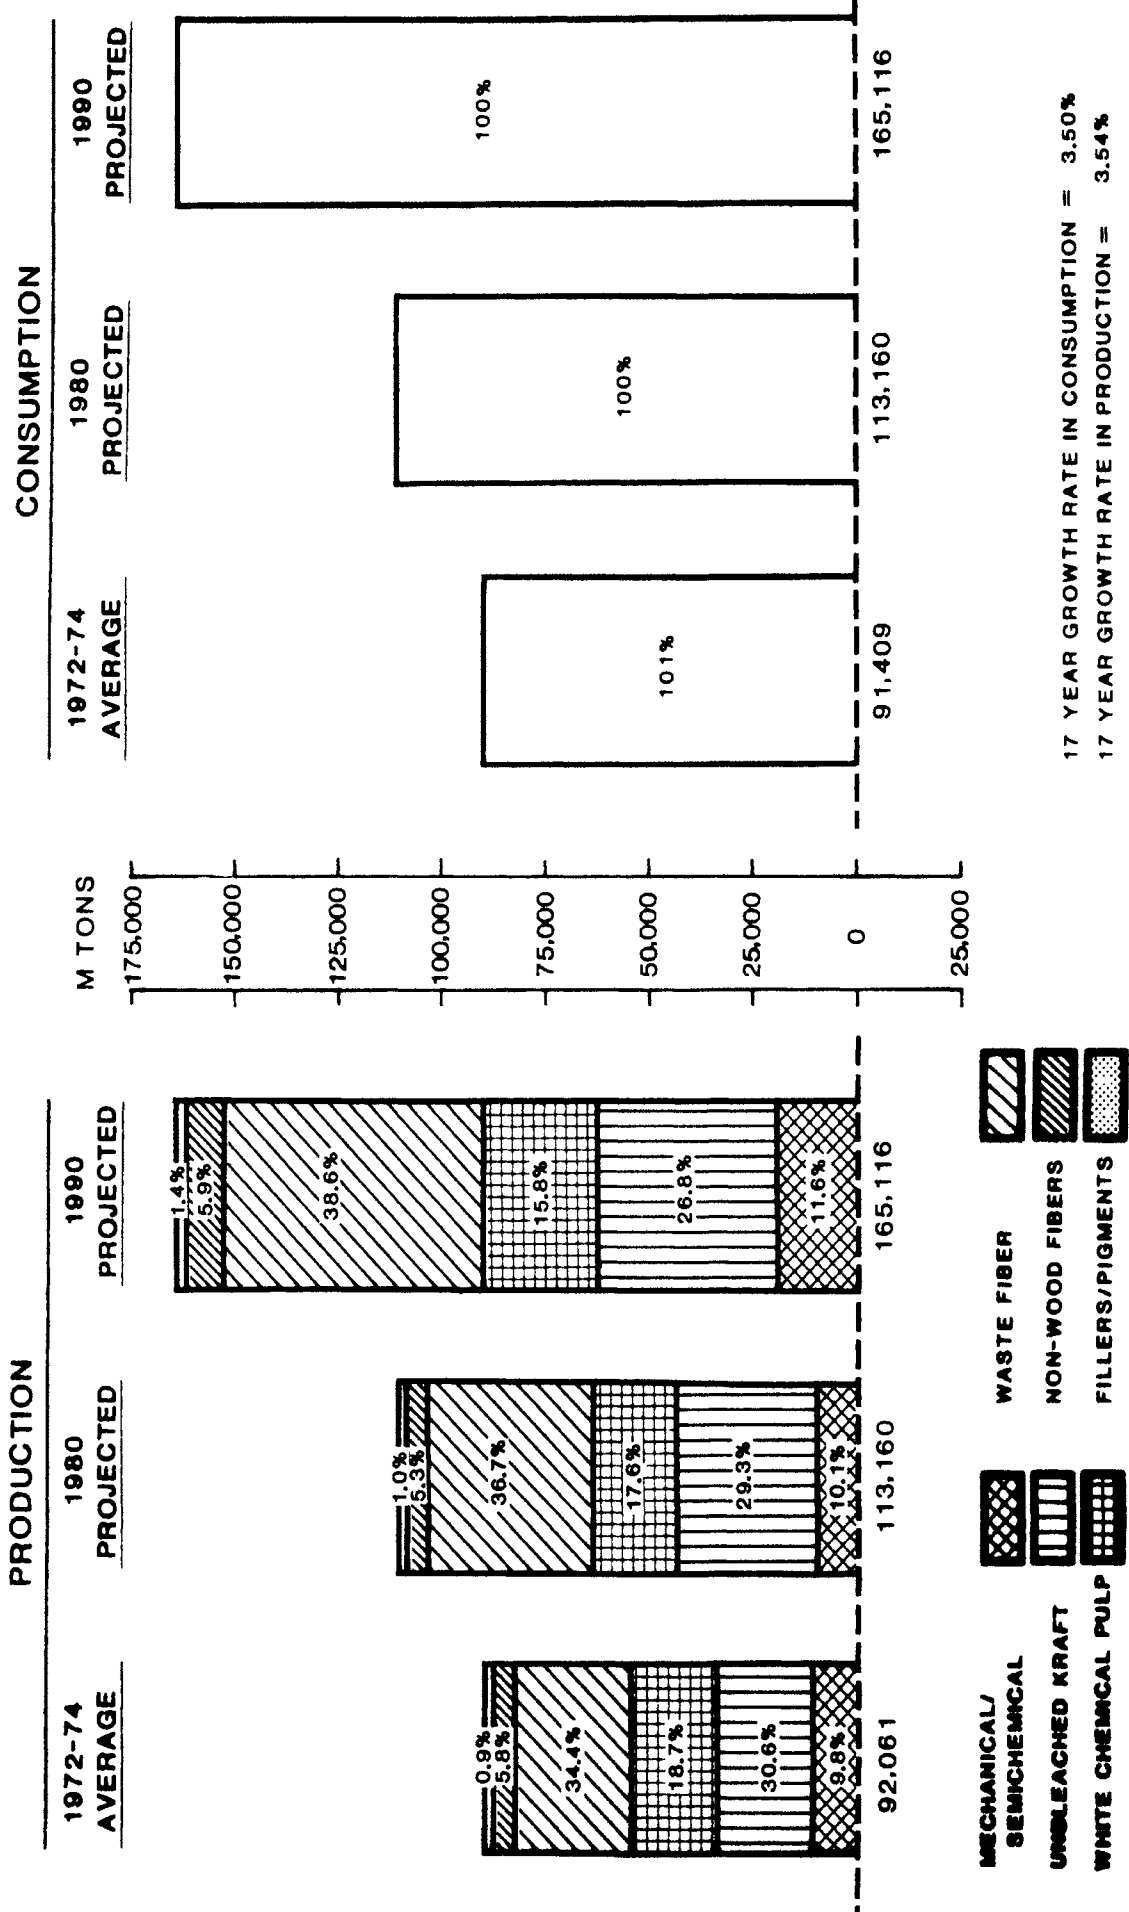 PRODUCTION
1972-74
AVERAGE
1980
PROJECTED
1990
PROJECTED
0.9%
5.8%
34.4%
18.7%
30.6%
9.8%
92,061
1.0%
5.3%
36.7%
17.6%
29.3%
10.1%
113,160
1.4%
5.9%
38.6%
15.8%
26.8%
11.6%
165,116
M TONS
175,000
150,000
125,000
100,000
75,000
50,000
25,000
0
25,000
CONSUMPTION
1972-74
AVERAGE
1980
PROJECTED
1990
PROJECTED
101%
91,409
100%
113,160
100%
165,116
MECHANICAL/
SEMICHEMICAL
UNBLEACHED KRAFT
WHITE CHEMICAL PULP
WASTE FIBER
NON-WOOD FIBERS
FILLERS/PIGMENTS
17 YEAR GROWTH RATE IN CONSUMPTION = 3.50%
17 YEAR GROWTH RATE IN PRODUCTION = 3.54%